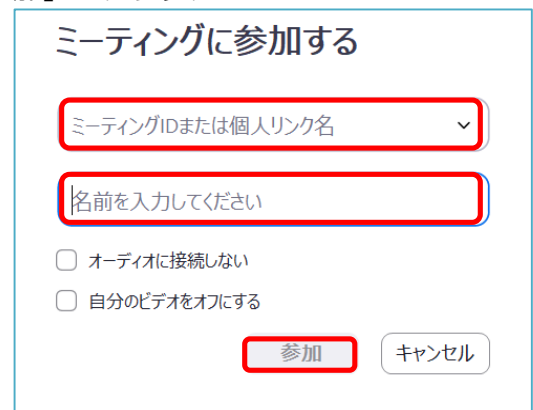 ミーティングに参加する
ミーティングIDまたは個人リンク名
名前を入力してください
オーディオに接続しない
自分のビデオをオフにする
参加
キャンセル